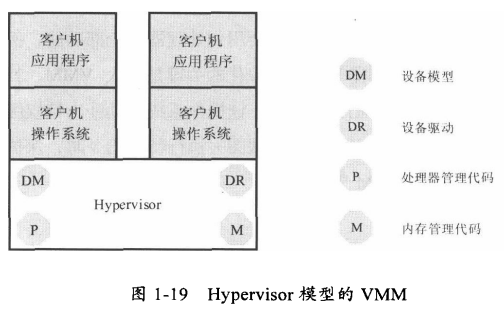 客户机
应用程序
客户机
应用程序
客户机
操作系统
客户机
操作系统
DM
DR
Hypervisor
P
M
DM 设备模型
DR 设备驱动
P 处理器管理代码
M 内存管理代码
图 1-19 Hypervisor 模型的 VMM